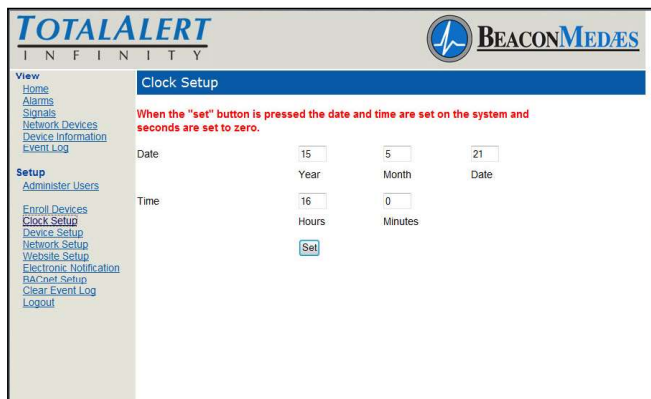 TOTALALERT
INFINITY
BEACONMEDÆS
View
Home
Alarms
Signals
Network Devices
Device Information
Event Log
Setup
Administer Users
Enroll Devices
Clock Setup
Device Setup
Network Setup
Website Setup
Electronic Notification
BACnet Setup
Clear Event Log
Logout
Clock Setup
When the "set" button is pressed the date and time are set on the system and
seconds are set to zero.
Date 15 5 21
Year Month Date
Time 16 0
Hours Minutes
Set